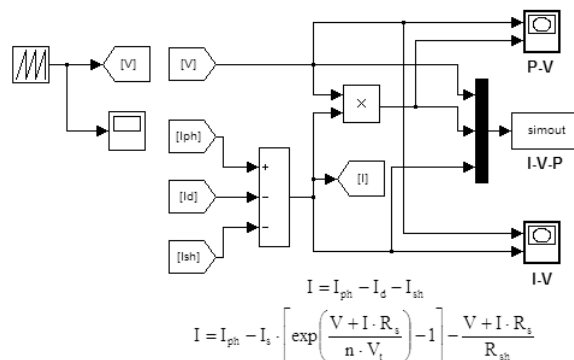 [V]
[V]
P-V
×
simout
I-V-P
[Iph]
[Id]
[Ish]
+
−
−
[I]
I-V
I = I_ph − I_d − I_sh
I = I_ph − I_s · [exp((V + I · R_s)/(n · V_t)) − 1] − (V + I · R_s)/R_sh